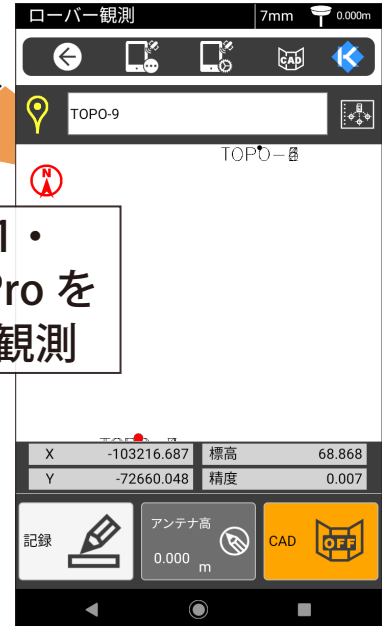 ローバー観測
7mm
0.000m
CAD
TOPO-9
TOPO-8
N
1・
Pro を
観測
X -103216.687 標高 68.868
Y -72660.048 精度 0.007
記録
アンテナ高
0.000 m
CAD
OFF